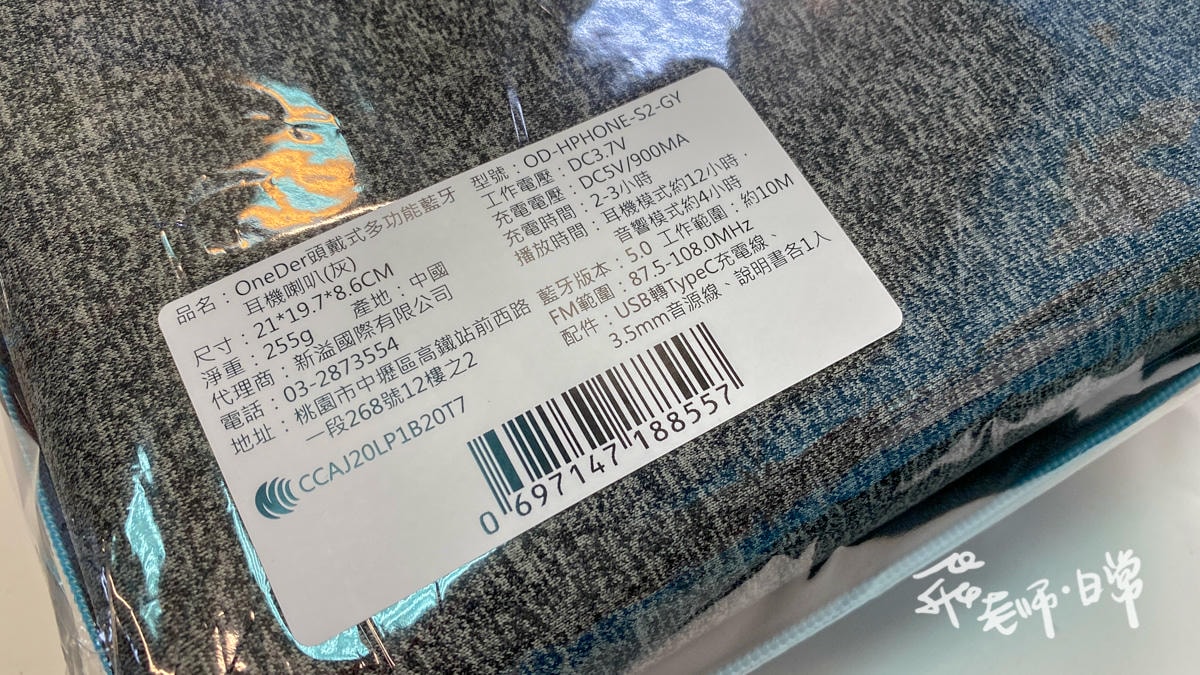 品名：OneDer頭戴式多功能藍牙
耳機喇叭(灰)
尺寸：21*19.7*8.6CM
淨重：255g 產地：中國
代理商：新溢國際有限公司
電話：03-2873554
地址：桃園市中壢區高鐵站前西路
一段268號12樓之2
CCAJ20LP1B20T7
型號：OD-HPHONE-S2-GY
工作電壓：DC3.7V
充電電壓：DC5V/900MA
充電時間：2-3小時
播放時間：耳機模式約12小時，
音響模式約4小時
藍牙版本：5.0 工作範圍：約10M
FM範圍：87.5-108.0MHz
配件：USB轉TypeC充電線、
3.5mm音源線、說明書各1入
0 697147 188557
飛老师·日常